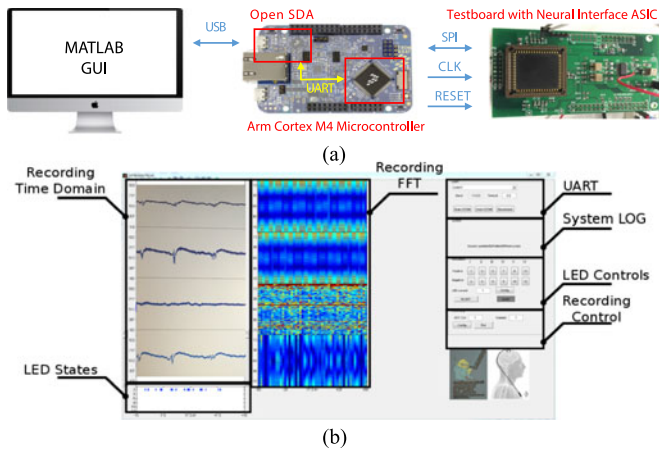 Open SDA
Testboard with Neural Interface ASIC
USB
SPI
MATLAB
GUI
CLK
UART
RESET
Arm Cortex M4 Microcontroller
(a)
Recording
Time Domain
Recording
FFT
UART
System LOG
LED Controls
Recording
Control
LED States
(b)